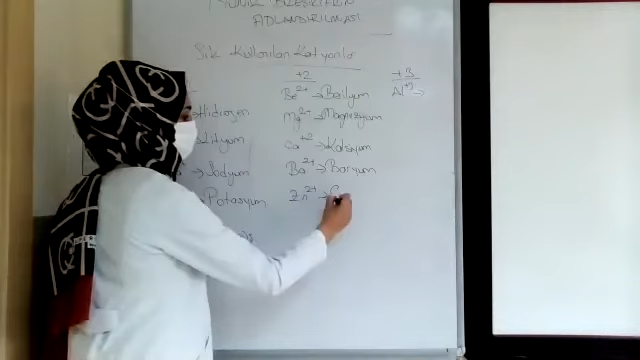 ADLANDIRILMASI
Sık Kullanılan Katyonlar
+2 +3
Be²⁺ → Berilyum Al⁺³ →
Hidrojen Mg²⁺ → Magnezyum
Lityum Ca⁺² → Kalsiyum
Sodyum Ba²⁺ → Baryum
Potasyum Zn²⁺ →